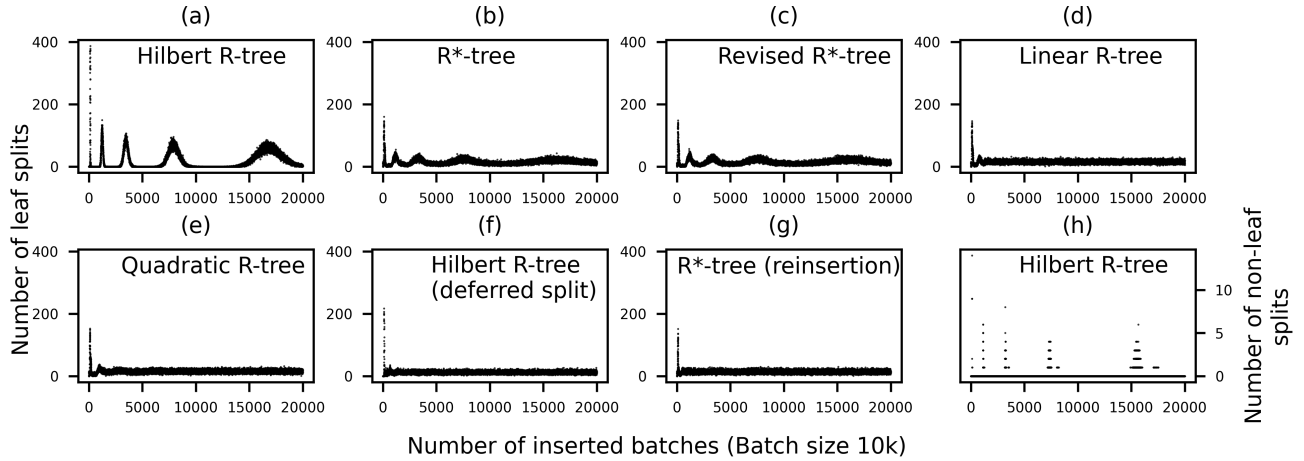 (a)
(b)
(c)
(d)
Hilbert R-tree
R*-tree
Revised R*-tree
Linear R-tree
400
200
0
0 5000 10000 15000 20000
400
200
0
0 5000 10000 15000 20000
400
200
0
0 5000 10000 15000 20000
400
200
0
0 5000 10000 15000 20000
Number of leaf splits
(e)
(f)
(g)
(h)
Quadratic R-tree
Hilbert R-tree
(deferred split)
R*-tree (reinsertion)
Hilbert R-tree
400
200
0
0 5000 10000 15000 20000
400
200
0
0 5000 10000 15000 20000
400
200
0
0 5000 10000 15000 20000
10
5
0
0 5000 10000 15000 20000
Number of non-leaf
splits
Number of inserted batches (Batch size 10k)